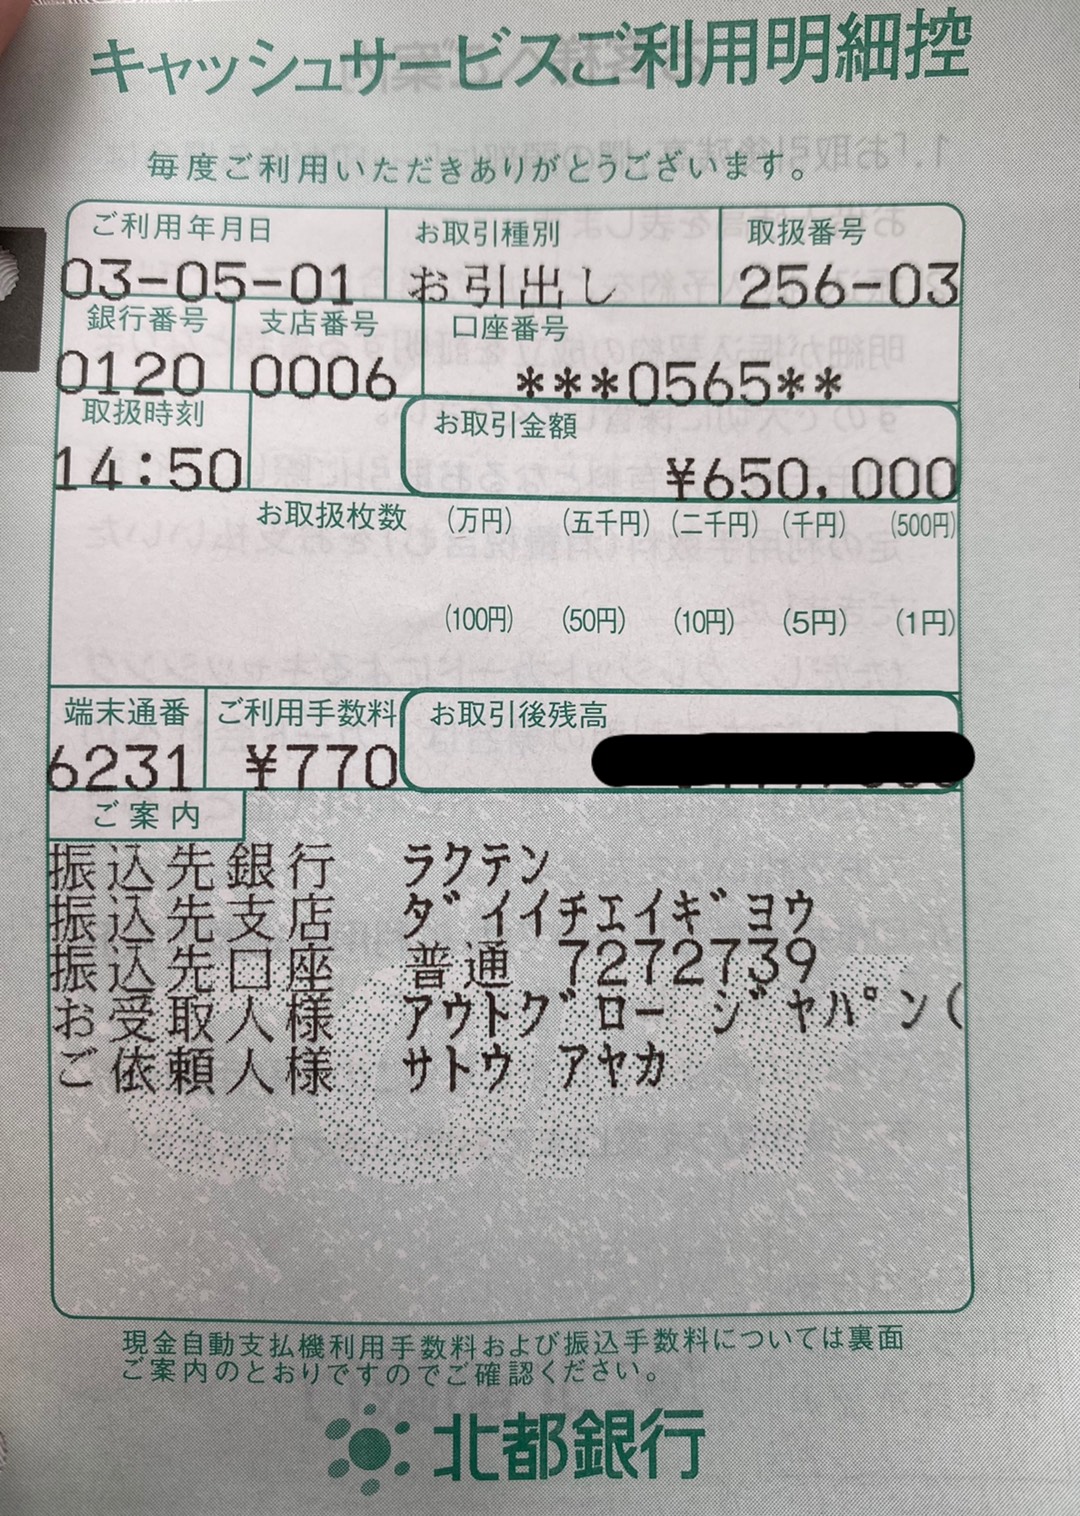 キャッシュサービスご利用明細控
毎度ご利用いただきありがとうございます。
ご利用年月日 お取引種別 取扱番号
03-05-01 お引出し 256-03
銀行番号 支店番号 口座番号
0120 0006 ***0565**
取扱時刻 お取引金額
14:50 ¥650,000
お取扱枚数 (万円) (五千円) (二千円) (千円) (500円)
(100円) (50円) (10円) (5円) (1円)
端末通番 ご利用手数料 お取引後残高
6231 ¥770
ご案内
振込先銀行 ラクテン
振込先支店 ダイイチエイギヨウ
振込先口座 普通 7272739
お受取人様 アウトグロー ジヤパン(
ご依頼人様 サトウ アヤカ
COPY
現金自動支払機利用手数料および振込手数料については裏面
ご案内のとおりですのでご確認ください。
北都銀行